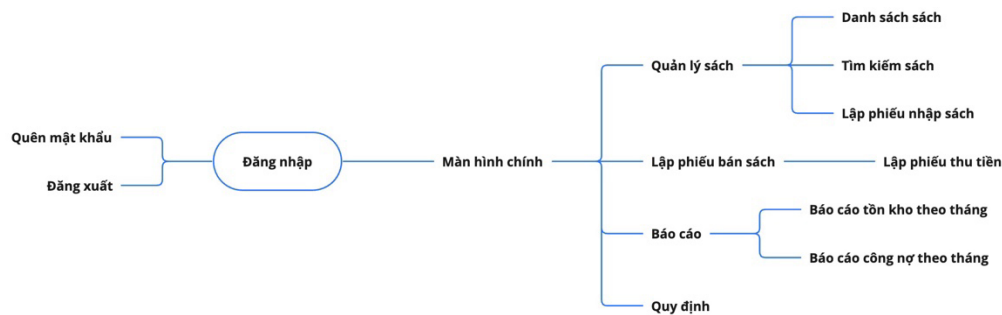 Quên mật khẩu
Đăng xuất
Đăng nhập
Màn hình chính
Quản lý sách
Danh sách sách
Tìm kiếm sách
Lập phiếu nhập sách
Lập phiếu bán sách
Lập phiếu thu tiền
Báo cáo
Báo cáo tồn kho theo tháng
Báo cáo công nợ theo tháng
Quy định